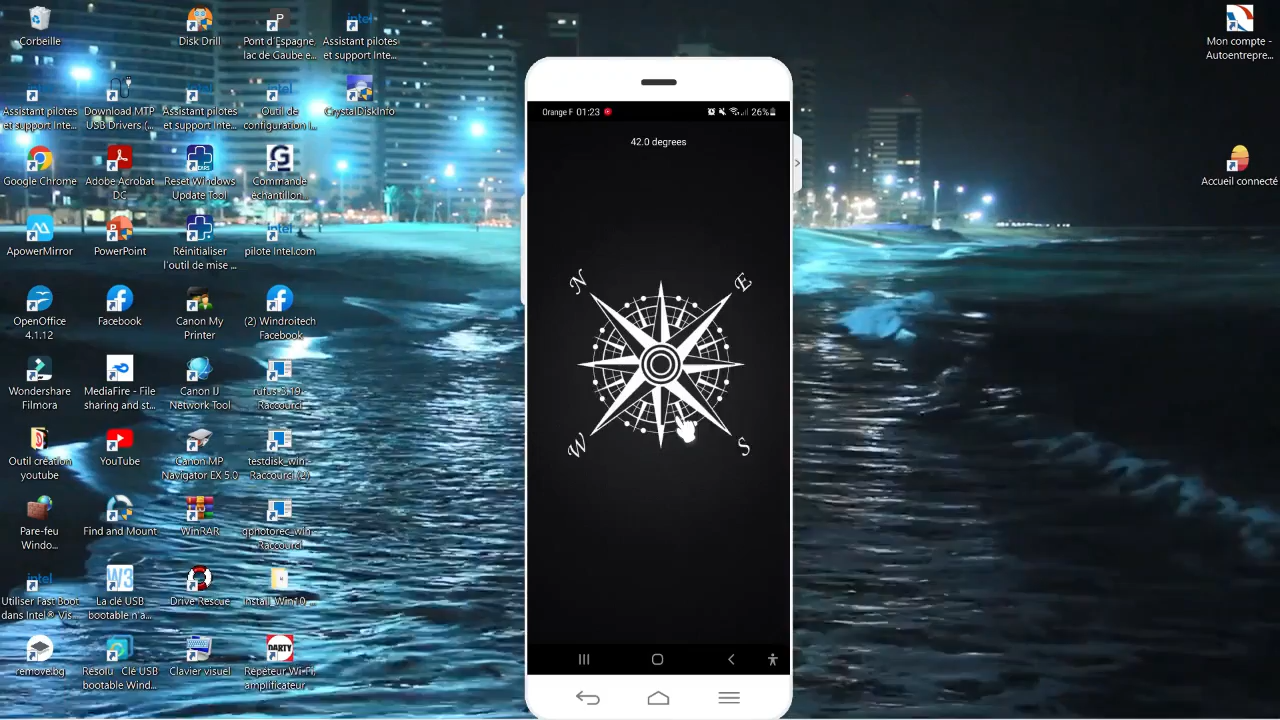 Corbeille
Disk Drill
Pont d'Espagne,
lac de Gaube e...
Assistant pilotes
et support Inte...
Mon compte -
Autoentrepre...
Assistant pilotes
et support Inte...
Download MTP
USB Drivers (...
Assistant pilotes
et support Inte...
Outil de
configuration I...
CrystalDiskInfo
Google Chrome
Adobe Acrobat
DC
Reset Windows
Update Tool
Commande
échantillon...
Accueil connecté
ApowerMirror
PowerPoint
Réinitialiser
l'outil de mise ...
pilote Intel.com
OpenOffice
4.1.12
Facebook
Canon My
Printer
(2) Windroitech
Facebook
Wondershare
Filmora
MediaFire - File
sharing and st...
Canon IJ
Network Tool
rufus-3.19 -
Raccourci
Outil création
youtube
YouTube
Canon MP
Navigator EX 5.0
testdisk_win -
Raccourci (2)
Pare-feu
Windo...
Find and Mount
WinRAR
qphotorec_win -
Raccourci
Utiliser Fast Boot
dans Intel® Vis...
La clé USB
bootable n'a...
Drive Rescue
Install Win10...
remove.bg
Résolu Clé USB
bootable Wind...
Clavier visuel
Répéteur Wi-Fi,
amplificateur ...
Orange F 01:23
26%
42.0 degrees
N
E
W
S